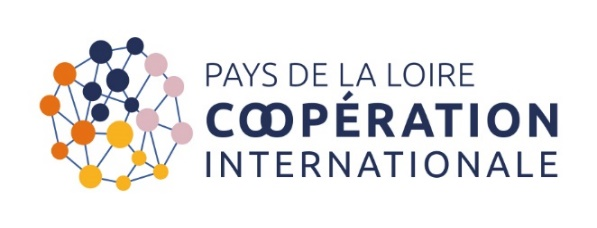 PAYS DE LA LOIRE
COOPÉRATION
INTERNATIONALE